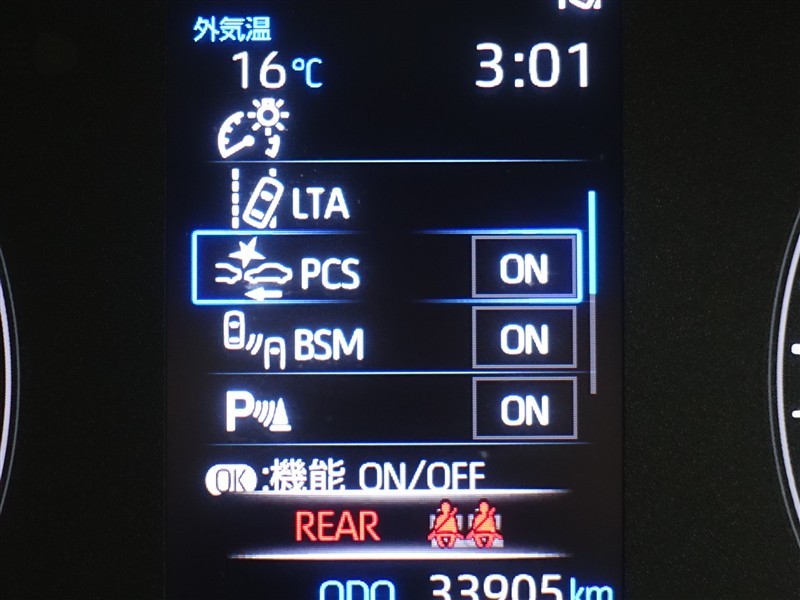 外気温
16℃ 3:01
LTA
PCS ON
BSM ON
P ON
OK:機能 ON/OFF
REAR
ODO 33905km